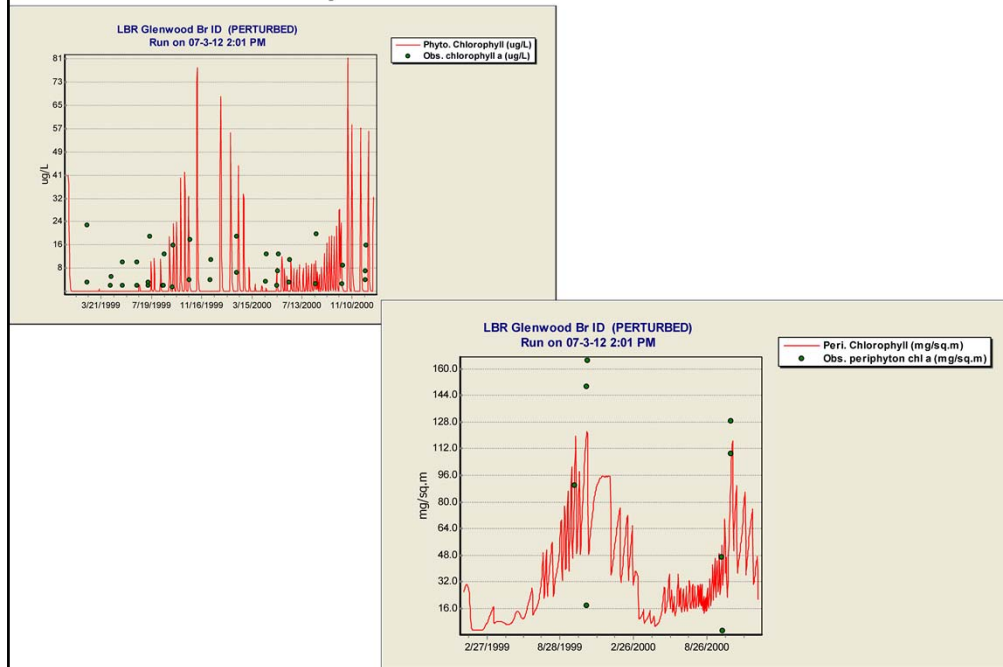 LBR Glenwood Br ID (PERTURBED)
Run on 07-3-12 2:01 PM
Phyto. Chlorophyll (ug/L)
Obs. chlorophyll a (ug/L)
81
73
65
57
49
41
32
24
16
8
ug/L
3/21/1999 7/19/1999 11/16/1999 3/15/2000 7/13/2000 11/10/2000
LBR Glenwood Br ID (PERTURBED)
Run on 07-3-12 2:01 PM
Peri. Chlorophyll (mg/sq.m)
Obs. periphyton chl a (mg/sq.m)
160.0
144.0
128.0
112.0
96.0
80.0
64.0
48.0
32.0
16.0
mg/sq.m
2/27/1999 8/28/1999 2/26/2000 8/26/2000